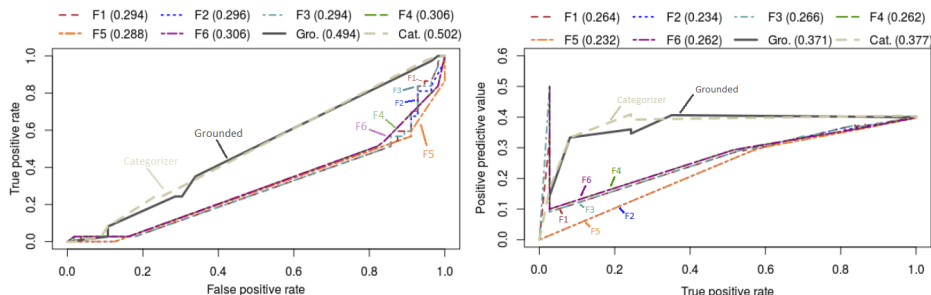 F1 (0.294) F2 (0.296) F3 (0.294) F4 (0.306)
F5 (0.288) F6 (0.306) Gro. (0.494) Cat. (0.502)
True positive rate
1.0
0.8
0.6
0.4
0.2
0.0
F1
F3
F2
F4
F6
Grounded
F5
Categorizer
0.0 0.2 0.4 0.6 0.8 1.0
False positive rate
F1 (0.264) F2 (0.234) F3 (0.266) F4 (0.262)
F5 (0.232) F6 (0.262) Gro. (0.371) Cat. (0.377)
Positive predictive value
0.6
0.5
0.4
0.3
0.2
0.1
0.0
Categorizer
Grounded
F6
F4
F3
F1
F2
F5
0.0 0.2 0.4 0.6 0.8 1.0
True positive rate